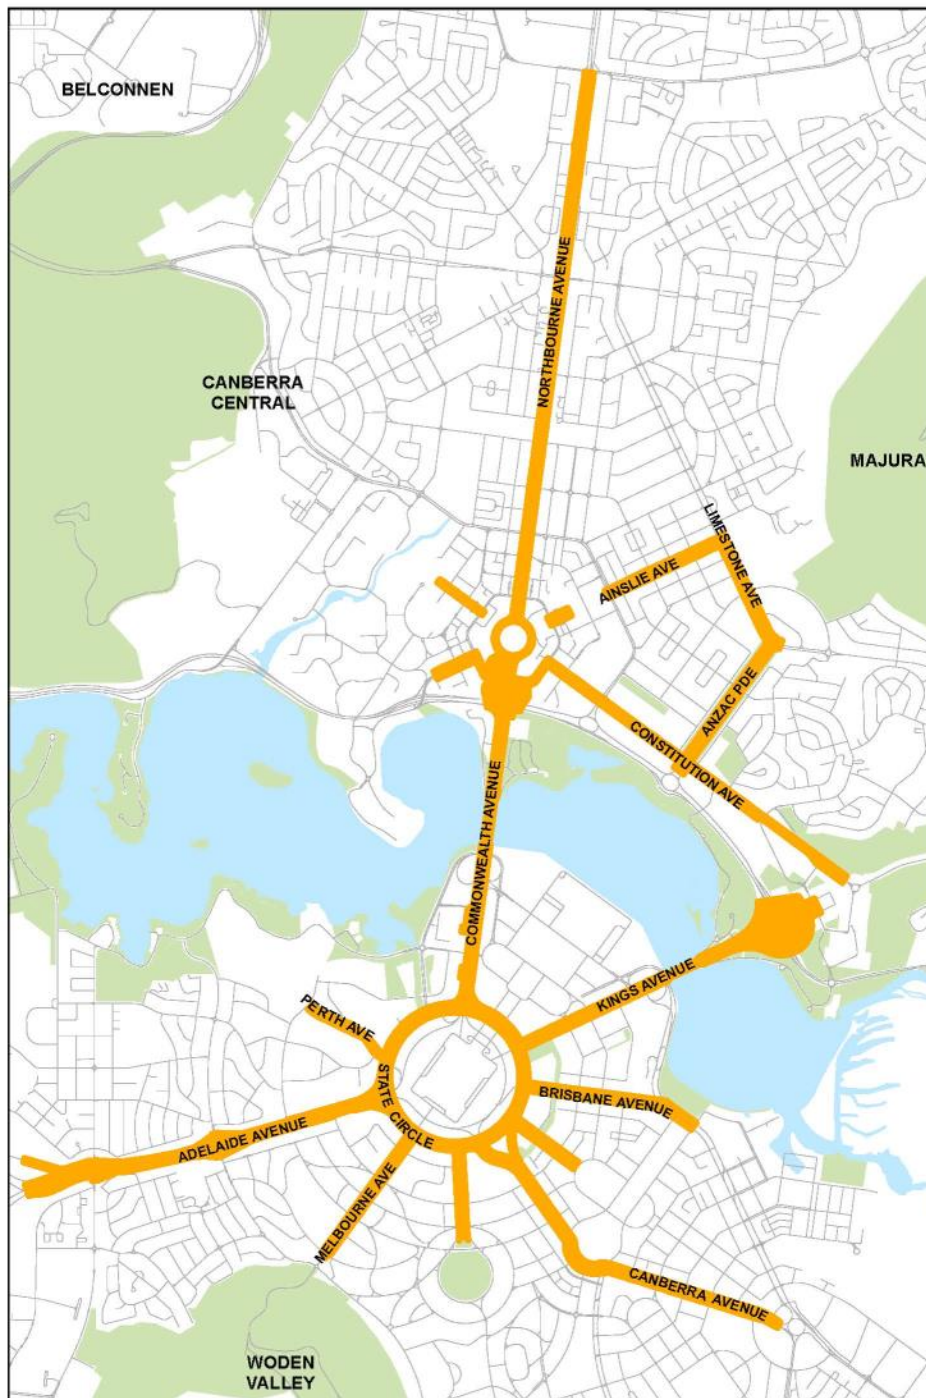 BELCONNEN
NORTHBOURNE AVENUE
CANBERRA
CENTRAL
MAJURA
LIMESTONE AVE
AINSLIE AVE
ANZAC PDE
CONSTITUTION AVE
COMMONWEALTH AVENUE
KINGS AVENUE
PERTH AVE
STATE CIRCLE
BRISBANE AVENUE
ADELAIDE AVENUE
MELBOURNE AVE
CANBERRA AVENUE
WODEN
VALLEY